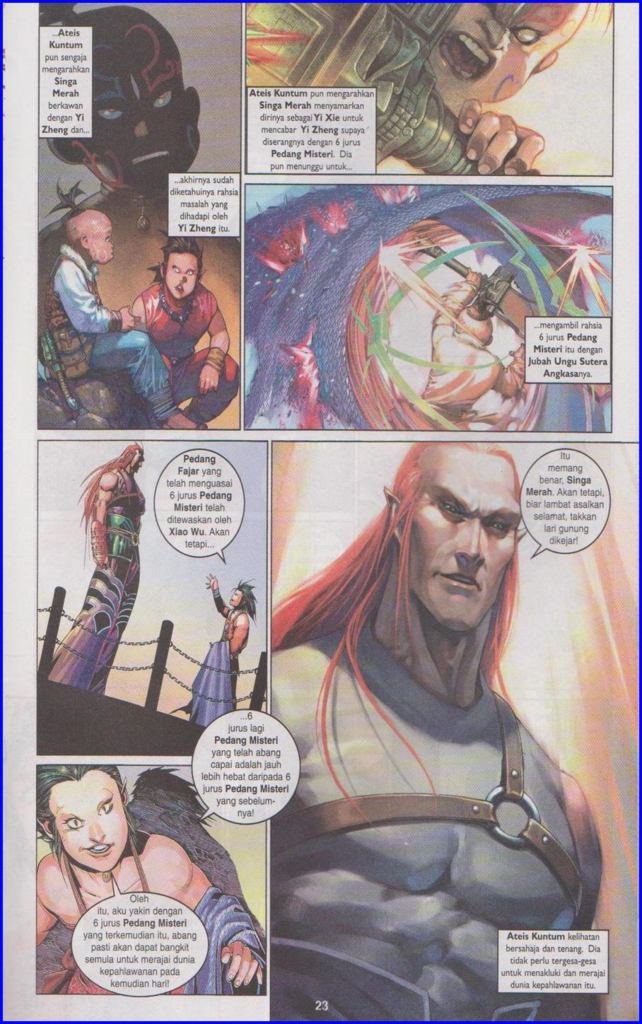 ...Ateis
Kuntum
pun sengaja
mengarahkan
Singa
Merah
berkawan
dengan Yi
Zheng dan...
...akhirnya sudah
diketahuinya rahsia
masalah yang
dihadapi oleh
Yi Zheng itu.
Ateis Kuntum pun mengarahkan
Singa Merah menyamarkan
dirinya sebagai Yi Xie untuk
mencabar Yi Zheng supaya
diserangnya dengan 6 jurus
Pedang Misteri. Dia
pun menunggu untuk...
...mengambil rahsia
6 jurus Pedang
Misteri itu dengan
Jubah Ungu Sutera
Angkasanya.
Pedang
Fajar yang
telah menguasai
6 jurus Pedang
Misteri telah
ditewaskan oleh
Xiao Wu. Akan
tetapi...
...6
jurus lagi
Pedang Misteri
yang telah abang
capai adalah jauh
lebih hebat daripada 6
jurus Pedang Misteri
yang sebelum-
nya!
Itu
memang
benar, Singa
Merah. Akan tetapi,
biar lambat asalkan
selamat, takkan
lari gunung
dikejar!
Oleh
itu, aku yakin dengan
6 jurus Pedang Misteri
yang terkemudian itu, abang
pasti akan dapat bangkit
semula untuk merajai dunia
kepahlawanan pada
kemudian hari!
Ateis Kuntum kelihatan
bersahaja dan tenang. Dia
tidak perlu tergesa-gesa
untuk menakluki dan merajai
dunia kepahlawanan itu.
23